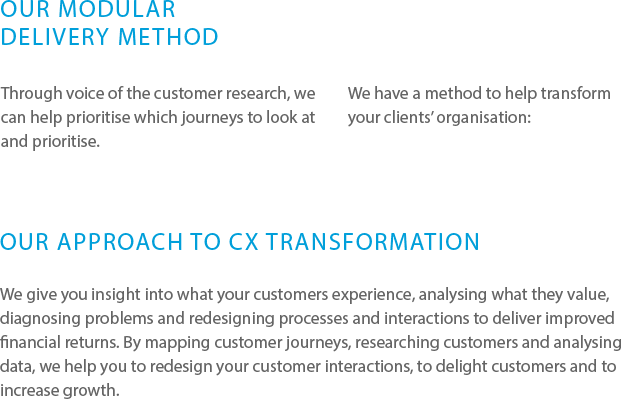 OUR MODULAR
DELIVERY METHOD
Through voice of the customer research, we
can help prioritise which journeys to look at
and prioritise.
We have a method to help transform
your clients’ organisation:
OUR APPROACH TO CX TRANSFORMATION
We give you insight into what your customers experience, analysing what they value,
diagnosing problems and redesigning processes and interactions to deliver improved
financial returns. By mapping customer journeys, researching customers and analysing
data, we help you to redesign your customer interactions, to delight customers and to
increase growth.